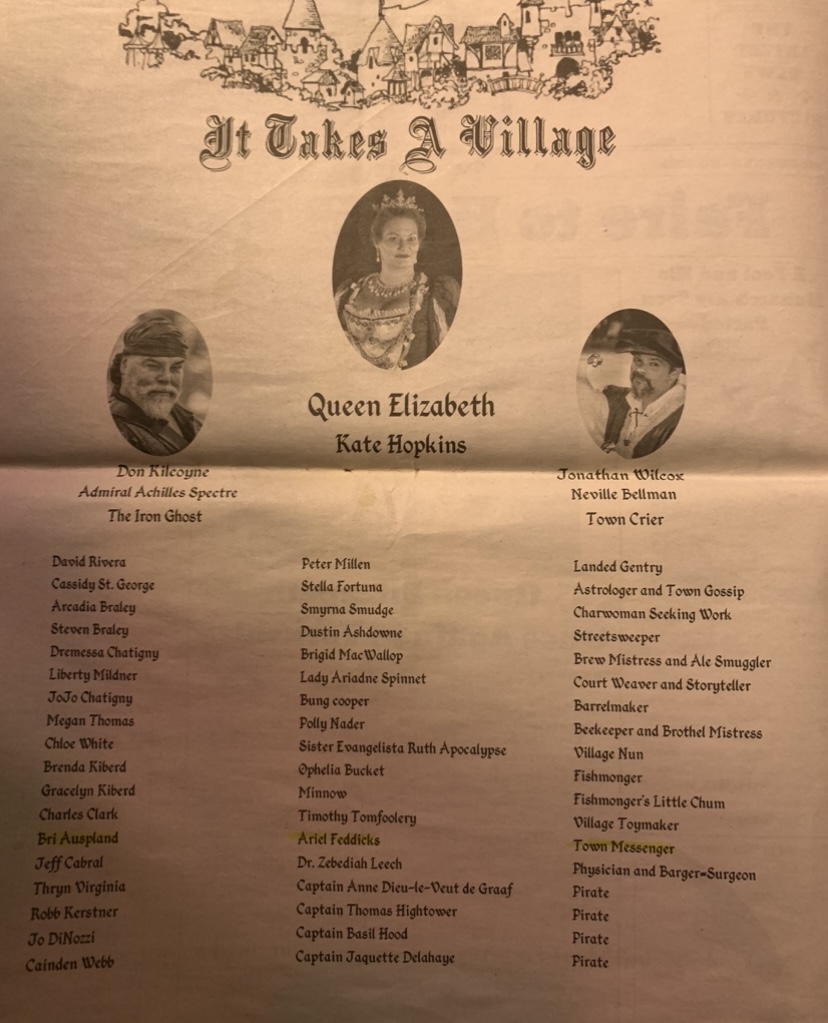 It Takes A Village
Queen Elizabeth
Kate Hopkins
Don Kilcoyne
Admiral Achilles Spectre
The Iron Ghost
Jonathan Wilcox
Neville Bellman
Town Crier
David Rivera Peter Millen Landed Gentry
Cassidy St. George Stella Fortuna Astrologer and Town Gossip
Arcadia Braley Smyrna Smudge Charwoman Seeking Work
Steven Braley Dustin Ashdowne Streetsweeper
Dremessa Chatigny Brigid MacWallop Brew Mistress and Ale Smuggler
Liberty Mildner Lady Ariadne Spinnet Court Weaver and Storyteller
JoJo Chatigny Bung cooper Barrelmaker
Megan Thomas Polly Nader Beekeeper and Brothel Mistress
Chloe White Sister Evangelista Ruth Apocalypse Village Nun
Brenda Kiberd Ophelia Bucket Fishmonger
Gracelyn Kiberd Minnow Fishmonger's Little Chum
Charles Clark Timothy Tomfoolery Village Toymaker
Bri Auspland Ariel Feddicks Town Messenger
Jeff Cabral Dr. Zebediah Leech Physician and Barger-Surgeon
Thryn Virginia Captain Anne Dieu-le-Veut de Graaf Pirate
Robb Kerstner Captain Thomas Hightower Pirate
Jo DiNozzi Captain Basil Hood Pirate
Cainden Webb Captain Jaquette Delahaye Pirate